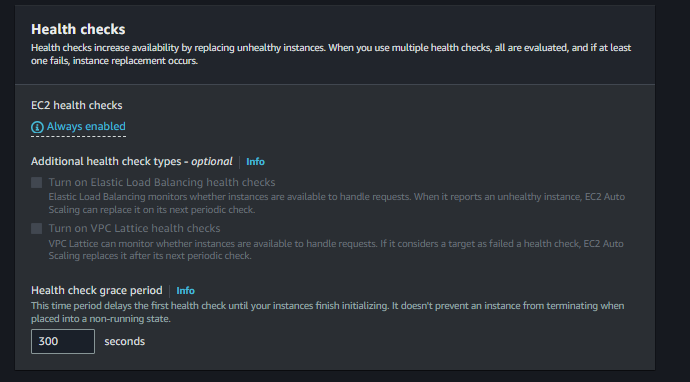 Health checks
Health checks increase availability by replacing unhealthy instances. When you use multiple health checks, all are evaluated, and if at least
one fails, instance replacement occurs.
EC2 health checks
Always enabled
Additional health check types - optional | Info
Turn on Elastic Load Balancing health checks
Elastic Load Balancing monitors whether instances are available to handle requests. When it reports an unhealthy instance, EC2 Auto
Scaling can replace it on its next periodic check.
Turn on VPC Lattice health checks
VPC Lattice can monitor whether instances are available to handle requests. If it considers a target as failed a health check, EC2 Auto
Scaling replaces it after its next periodic check.
Health check grace period | Info
This time period delays the first health check until your instances finish initializing. It doesn't prevent an instance from terminating when
placed into a non-running state.
300 seconds